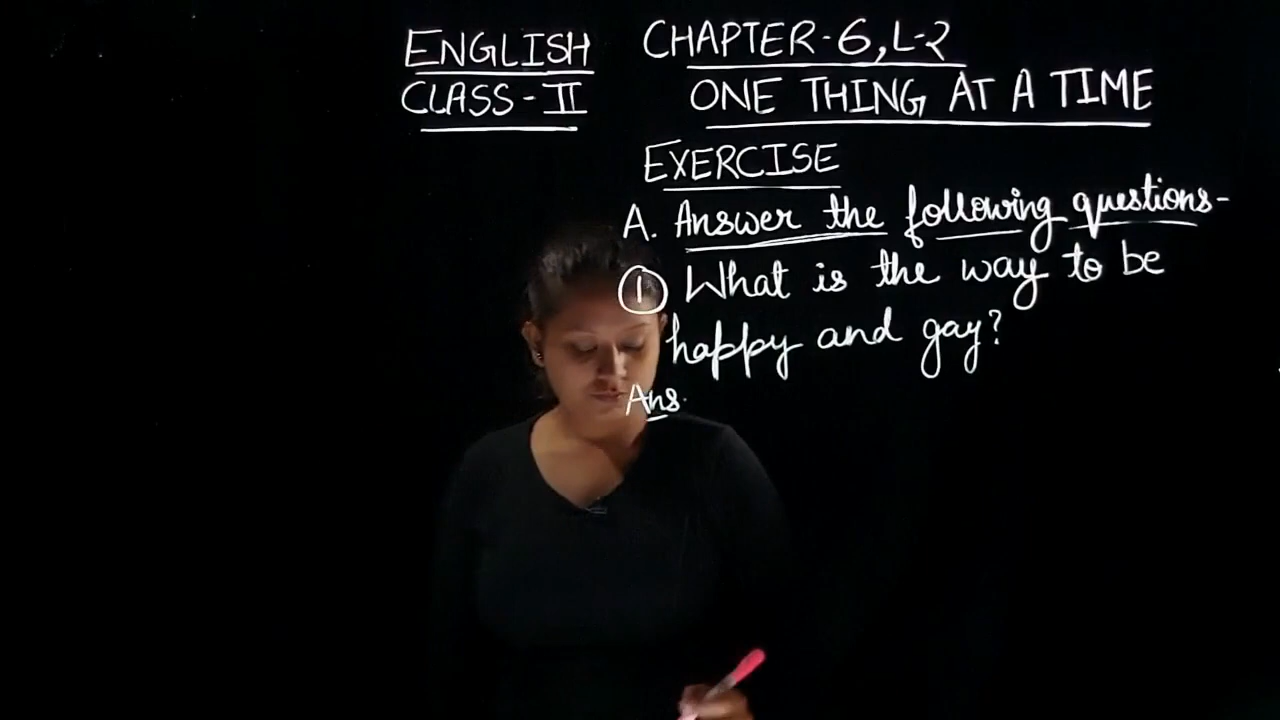 ENGLISH
CLASS-II
CHAPTER-6, L-2
ONE THING AT A TIME
EXERCISE
A. Answer the following questions-
1 What is the way to be
happy and gay?
Ans.